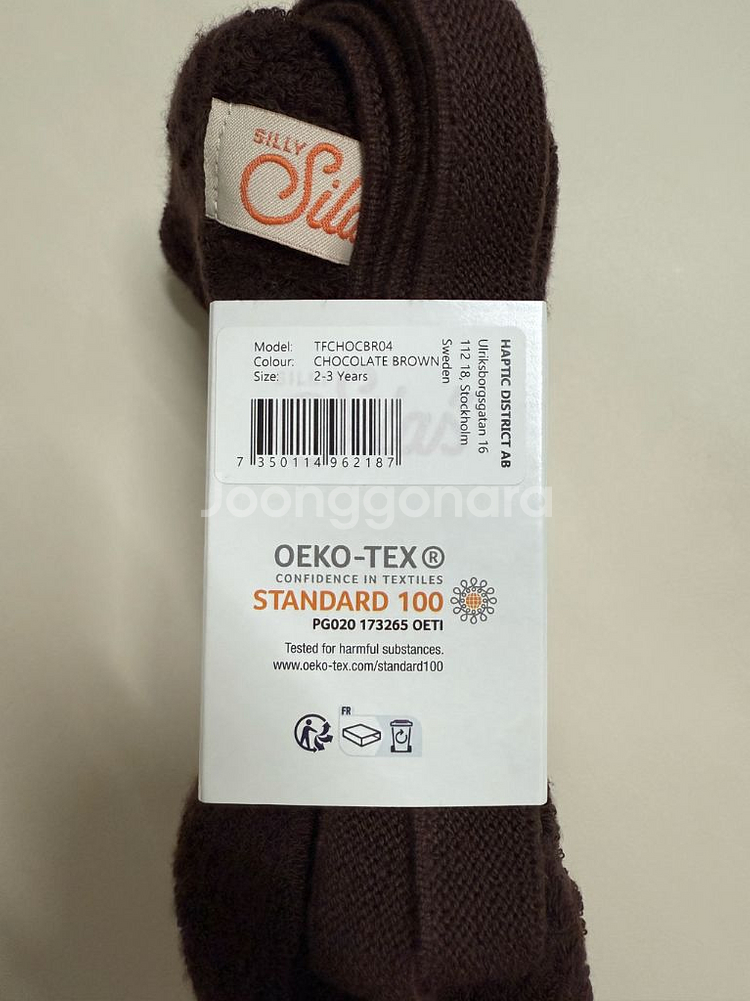 SILLY
Model: TFCHOCBR04
Colour: CHOCOLATE BROWN
Size: 2-3 Years
7 350114 962187
HAPTIC DISTRICT AB
Ulriksborgsgatan 16
112 18, Stockholm
Sweden
Joonggonara
OEKO-TEX®
CONFIDENCE IN TEXTILES
STANDARD 100
PG020 173265 OETI
Tested for harmful substances.
www.oeko-tex.com/standard100
FR